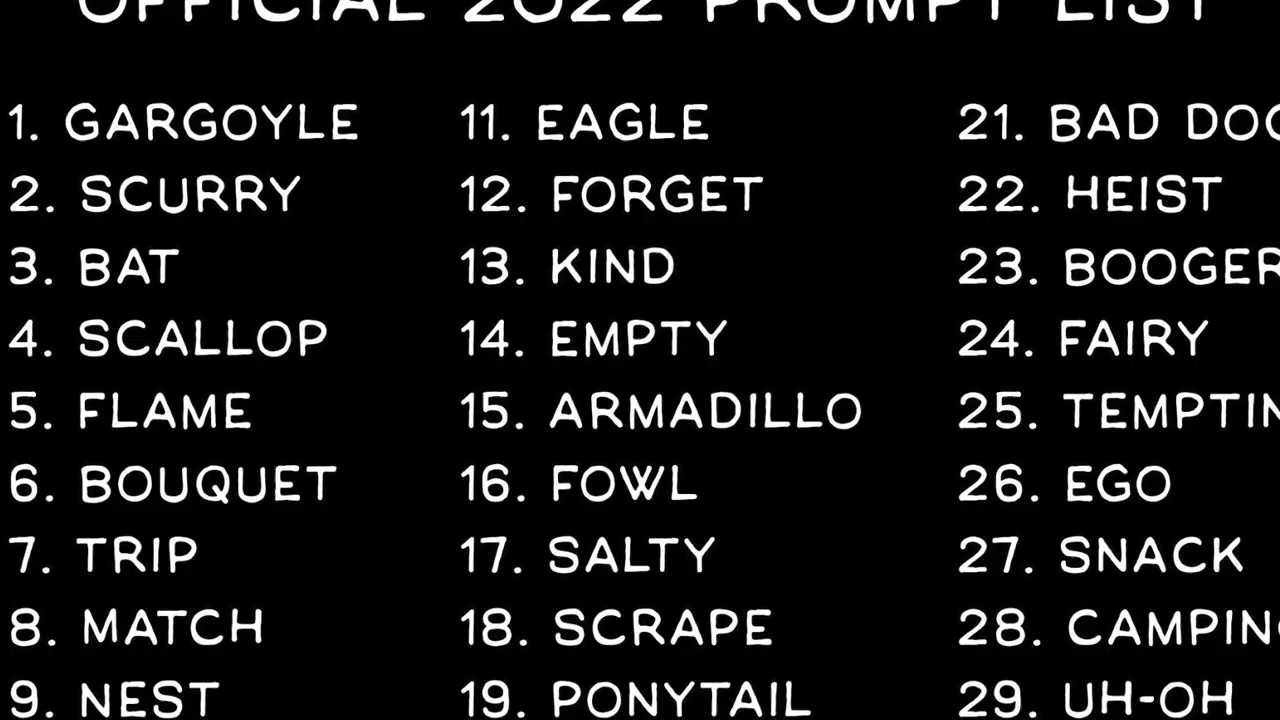 OFFICIAL 2022 PROMPT LIST
1. GARGOYLE
2. SCURRY
3. BAT
4. SCALLOP
5. FLAME
6. BOUQUET
7. TRIP
8. MATCH
9. NEST
11. EAGLE
12. FORGET
13. KIND
14. EMPTY
15. ARMADILLO
16. FOWL
17. SALTY
18. SCRAPE
19. PONYTAIL
21. BAD
22. HEIST
23. BOOGER
24. FAIRY
25.
26. EGO
27. SNACK
28.
29. UH-OH